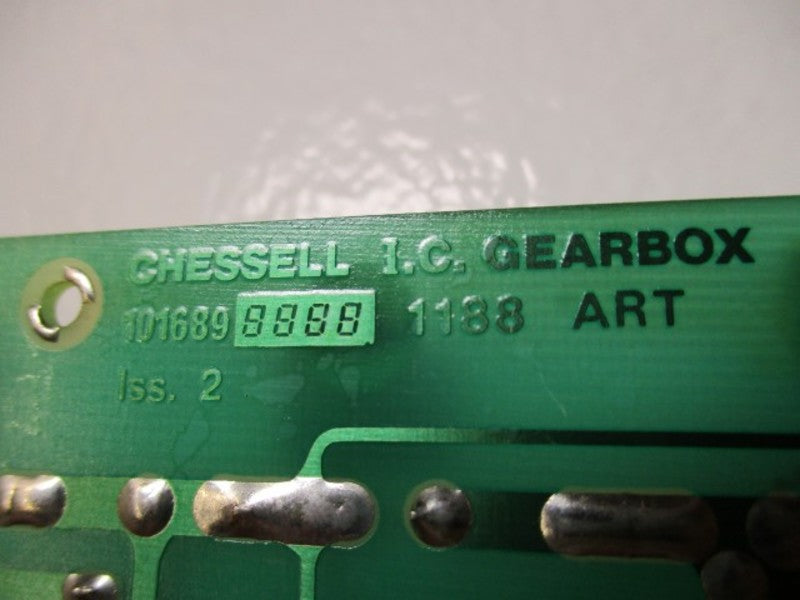 CHESSELL I.C. GEARBOX
101689 8888 1188 ART
Iss. 2